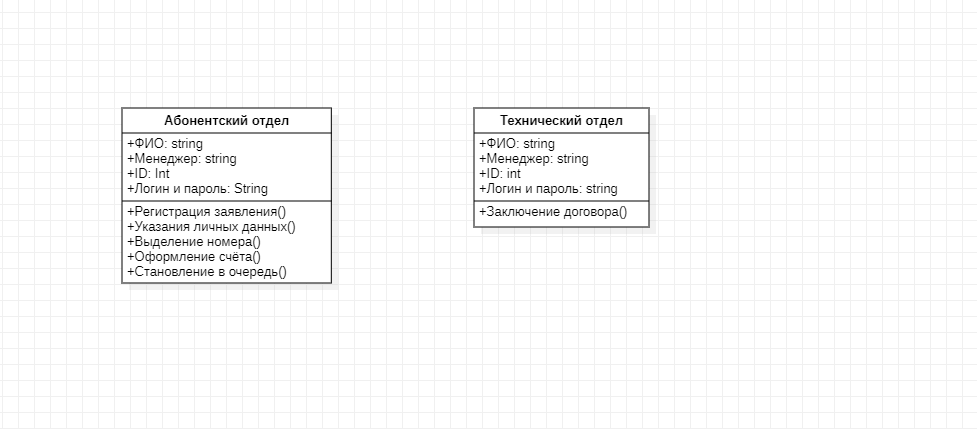 Абонентский отдел
+ФИО: string
+Менеджер: string
+ID: Int
+Логин и пароль: String
+Регистрация заявления()
+Указания личных данных()
+Выделение номера()
+Оформление счёта()
+Становление в очередь()
Технический отдел
+ФИО: string
+Менеджер: string
+ID: int
+Логин и пароль: string
+Заключение договора()